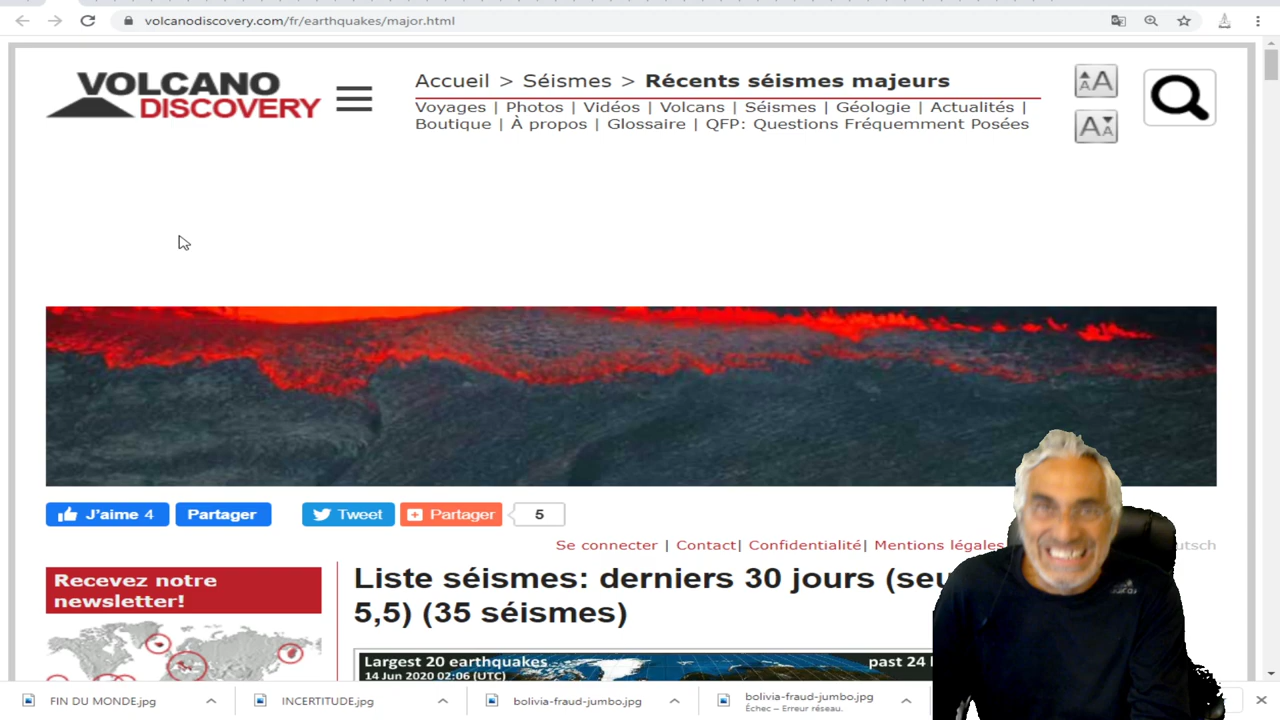 volcanodiscovery.com/fr/earthquakes/major.html
VOLCANO
DISCOVERY
Accueil > Séismes > Récents séismes majeurs
Voyages | Photos | Vidéos | Volcans | Séismes | Géologie | Actualités |
Boutique | À propos | Glossaire | QFP: Questions Fréquemment Posées
AA
AA
J'aime 4
Partager
Tweet
Partager
5
Se connecter | Contact| Confidentialité| Mentions légales
utsch
Recevez notre
newsletter!
Liste séismes: derniers 30 jours (seu
5,5) (35 séismes)
Largest 20 earthquakes
past 24
14 Jun 2020 02:06 (UTC)
FIN DU MONDE.jpg
INCERTITUDE.jpg
bolivia-fraud-jumbo.jpg
bolivia-fraud-jumbo.jpg
Échec – Erreur réseau.